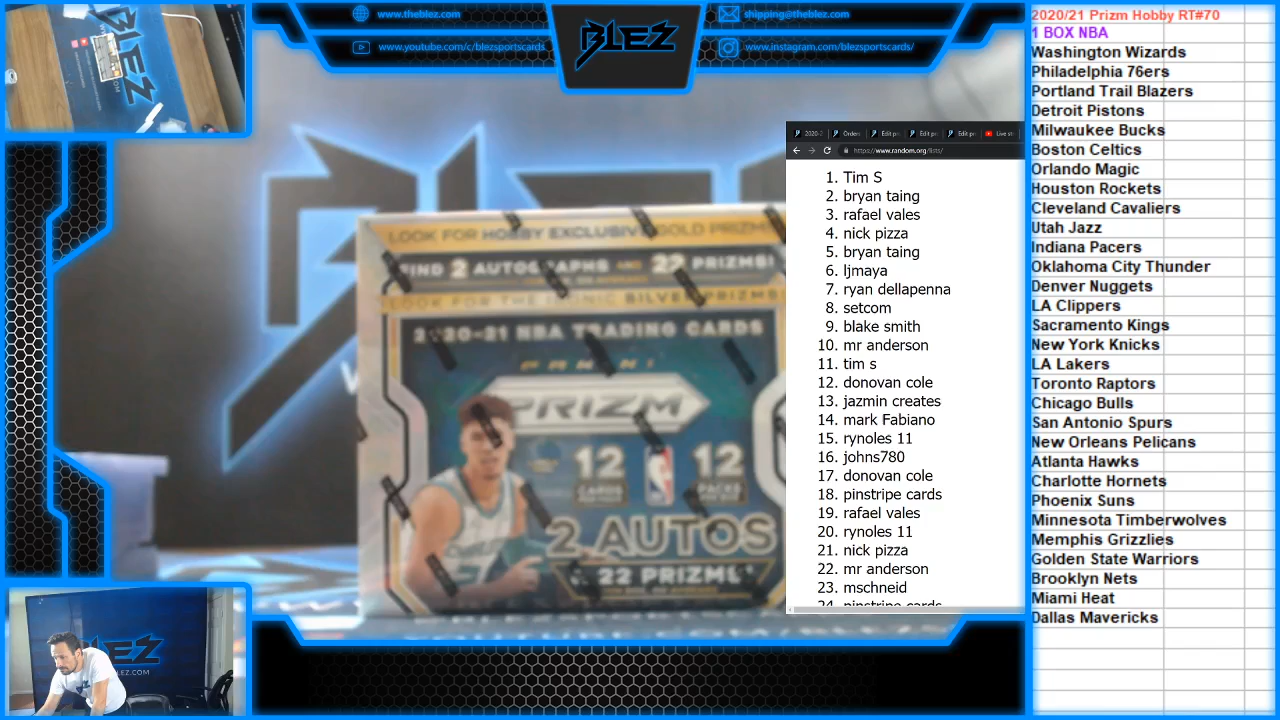 www.theblez.com
shipping@theblez.com
www.youtube.com/c/blezsportscards
BLEZ
www.instagram.com/blezsportscards/
https://www.random.org/lists/
1. Tim S
2. bryan taing
3. rafael vales
4. nick pizza
5. bryan taing
6. ljmaya
7. ryan dellapenna
8. setcom
9. blake smith
10. mr anderson
11. tim s
12. donovan cole
13. jazmin creates
14. mark Fabiano
15. rynoles 11
16. johns780
17. donovan cole
18. pinstripe cards
19. rafael vales
20. rynoles 11
21. nick pizza
22. mr anderson
23. mschneid
24. pinstripe cards
LOOK FOR HOBBY EXCLUSIVE GOLD PRIZM
FIND 2 AUTOGRAPHS AND 22 PRIZMS!
LOOK FOR THE ICONIC SILVER PRIZMS!
2020-21 NBA TRADING CARDS
PANINI
PRIZM
12 12
CARDS PACKS
2 AUTOS
22 PRIZMS
2020/21 Prizm Hobby RT#70
1 BOX NBA
Washington Wizards
Philadelphia 76ers
Portland Trail Blazers
Detroit Pistons
Milwaukee Bucks
Boston Celtics
Orlando Magic
Houston Rockets
Cleveland Cavaliers
Utah Jazz
Indiana Pacers
Oklahoma City Thunder
Denver Nuggets
LA Clippers
Sacramento Kings
New York Knicks
LA Lakers
Toronto Raptors
Chicago Bulls
San Antonio Spurs
New Orleans Pelicans
Atlanta Hawks
Charlotte Hornets
Phoenix Suns
Minnesota Timberwolves
Memphis Grizzlies
Golden State Warriors
Brooklyn Nets
Miami Heat
Dallas Mavericks